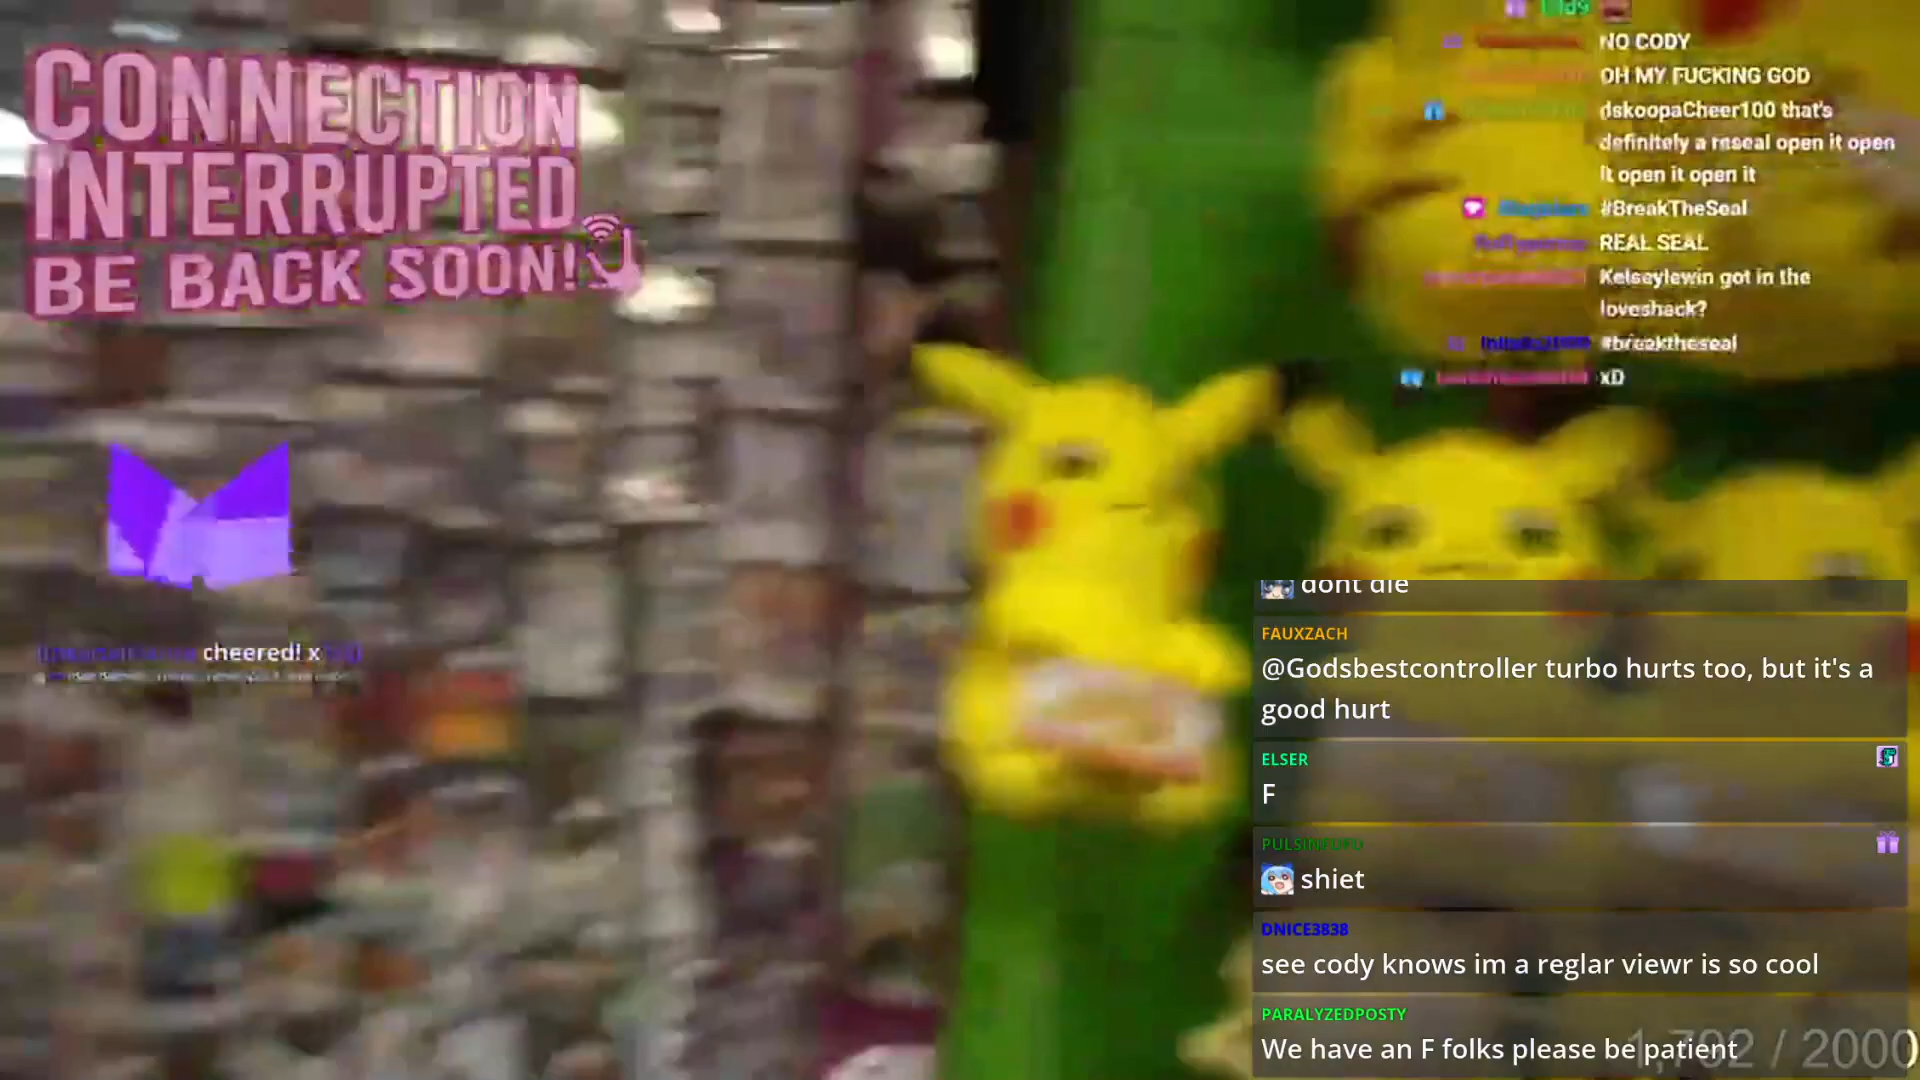 CONNECTION
INTERRUPTED
BE BACK SOON!
cheered! x
NO CODY
OH MY FUCKING GOD
dskoopaCheer100 that's
definitely a reseal open it open
it open it open it
#BreakTheSeal
REAL SEAL
Kelseylewin got in the
loveshack?
#breaktheseal
xD
dont die
FAUXZACH
@Godsbestcontroller turbo hurts too, but it's a
good hurt
ELSER
F
PULSINFUFU
shiet
DNICE3838
see cody knows im a reglar viewr is so cool
PARALYZEDPOSTY
We have an F folks please be patient
/ 2000